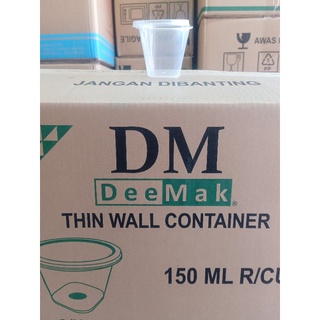 AWAS
JANGAN DIBANTING
DM
DeeMak®
THIN WALL CONTAINER
150 ML R/CU